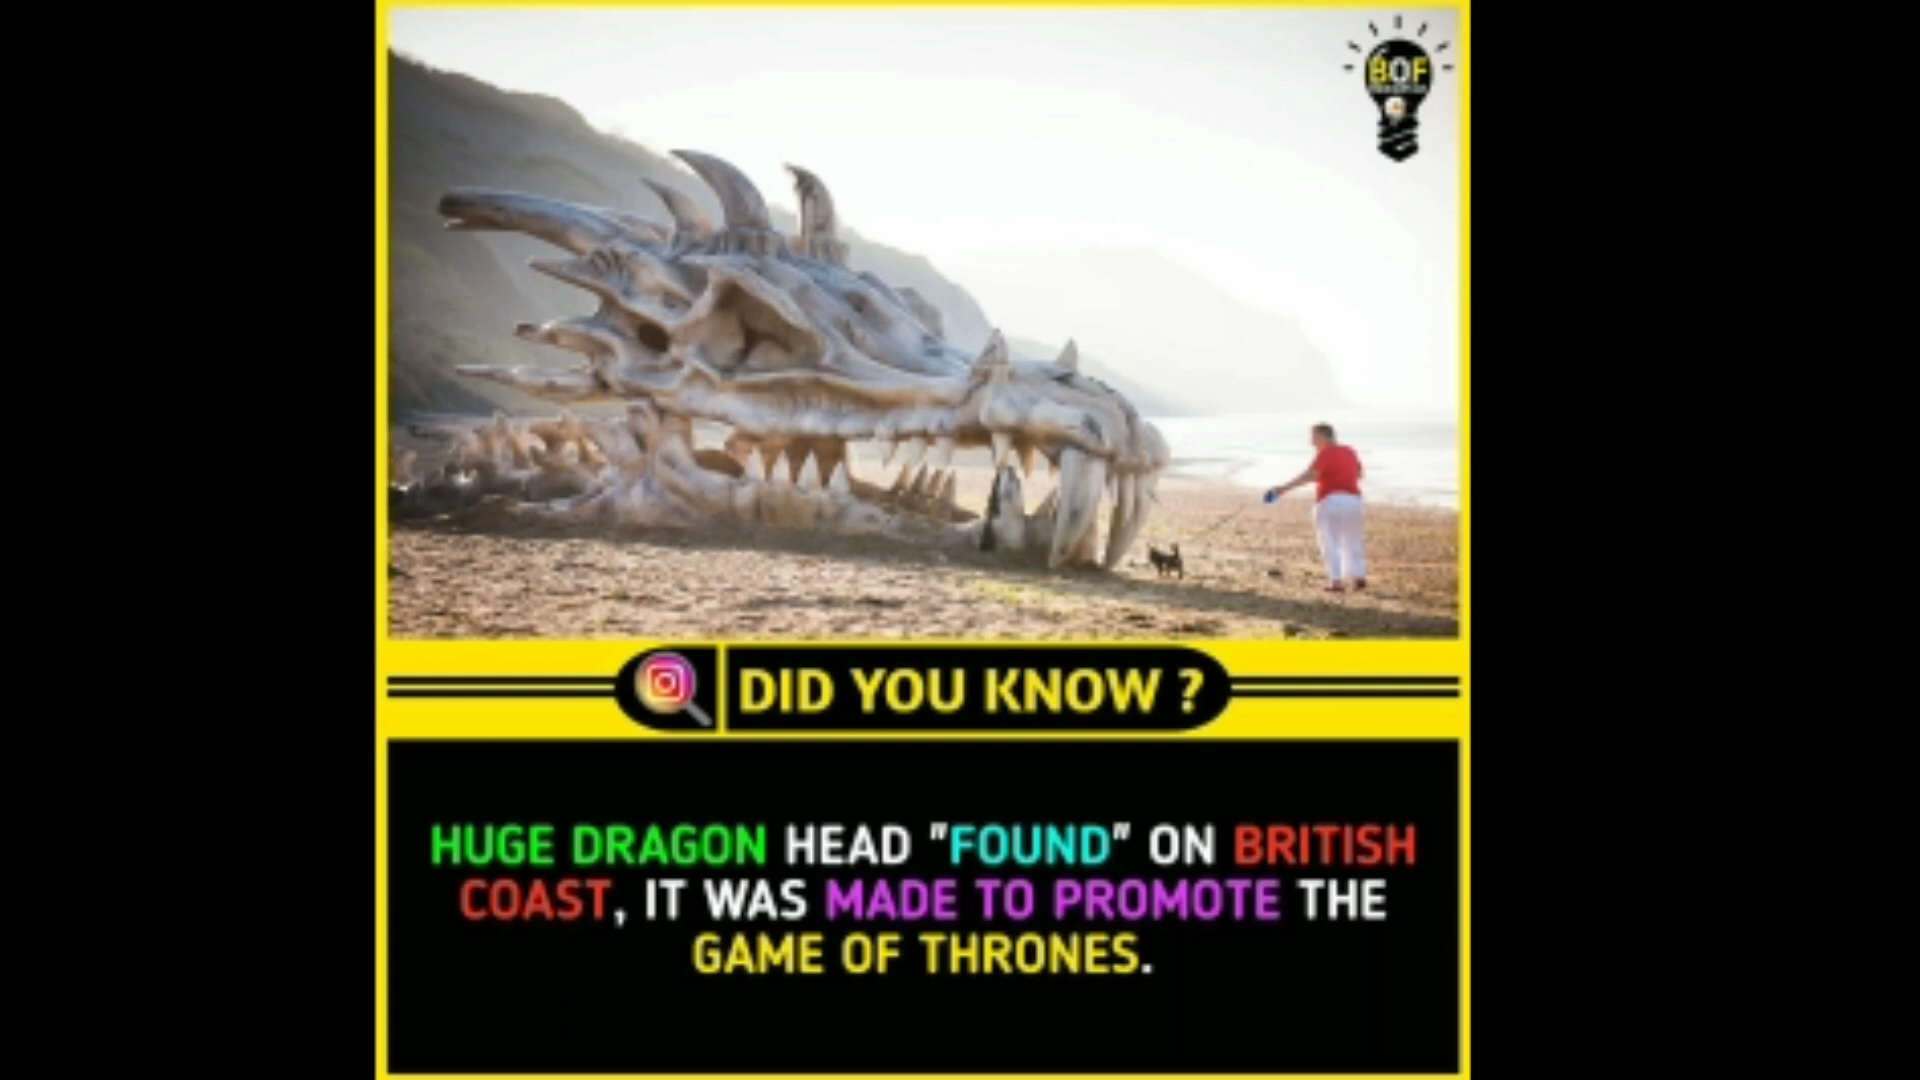 BOF
DID YOU KNOW ?
HUGE DRAGON HEAD "FOUND" ON BRITISH
COAST, IT WAS MADE TO PROMOTE THE
GAME OF THRONES.